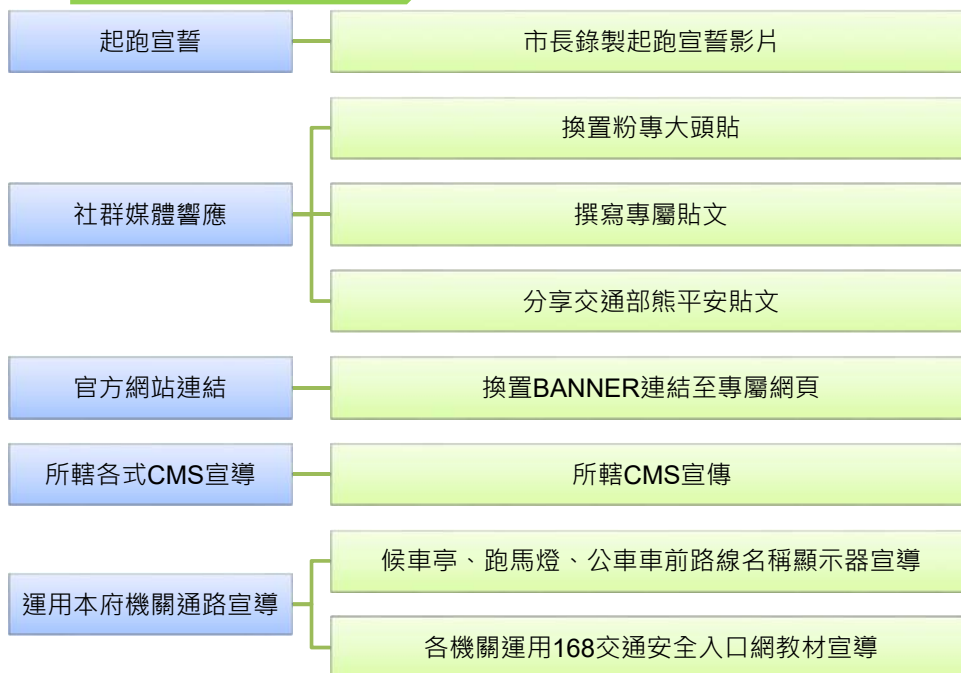 起跑宣誓
市長錄製起跑宣誓影片
社群媒體響應
換置粉專大頭貼
撰寫專屬貼文
分享交通部熊平安貼文
官方網站連結
換置BANNER連結至專屬網頁
所轄各式CMS宣導
所轄CMS宣傳
運用本府機關通路宣導
候車亭、跑馬燈、公車車前路線名稱顯示器宣導
各機關運用168交通安全入口網教材宣導